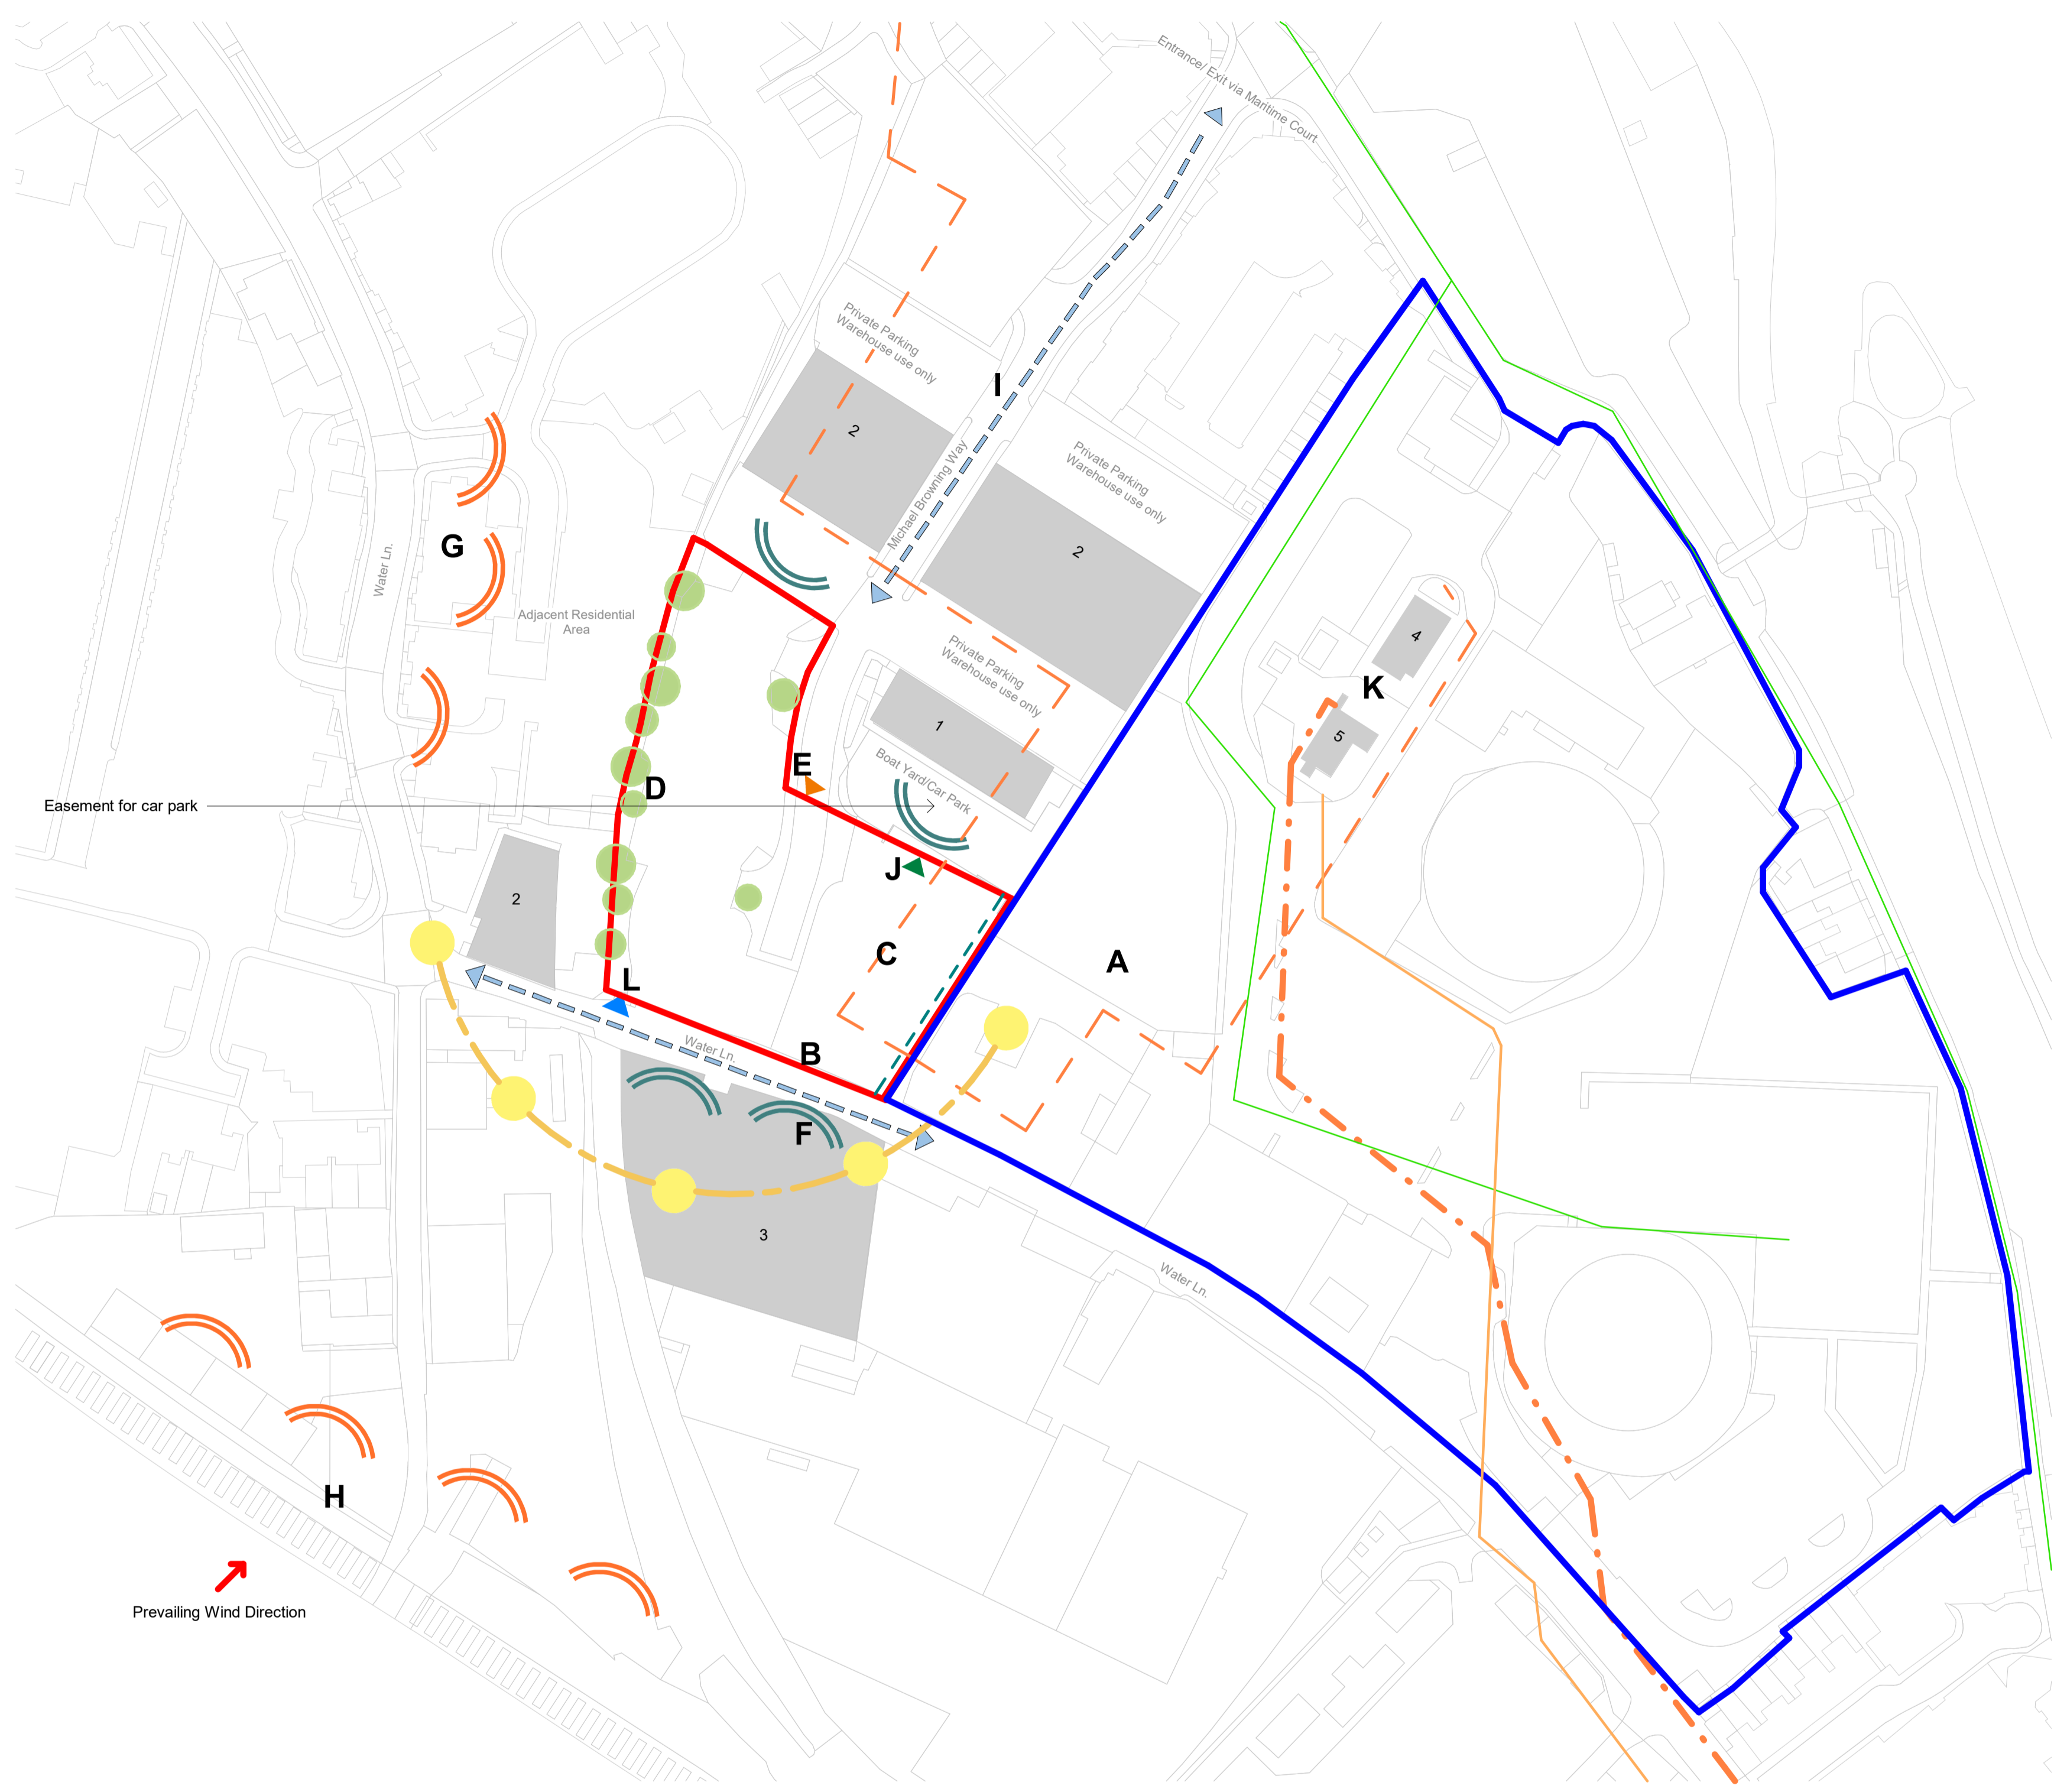 Entrance/ Exit via Maritime Court
Private Parking
Warehouse use only
I
2
Private Parking
Warehouse use only
Michael Browning Way
2
G
Water Ln.
Adjacent Residential
Area
4
Private Parking
Warehouse use only
K
1
5
E
Boat Yard/Car Park
D
Easement for car park
J
2
C
A
L
Water Ln.
B
F
3
Water Ln.
H
Prevailing Wind Direction